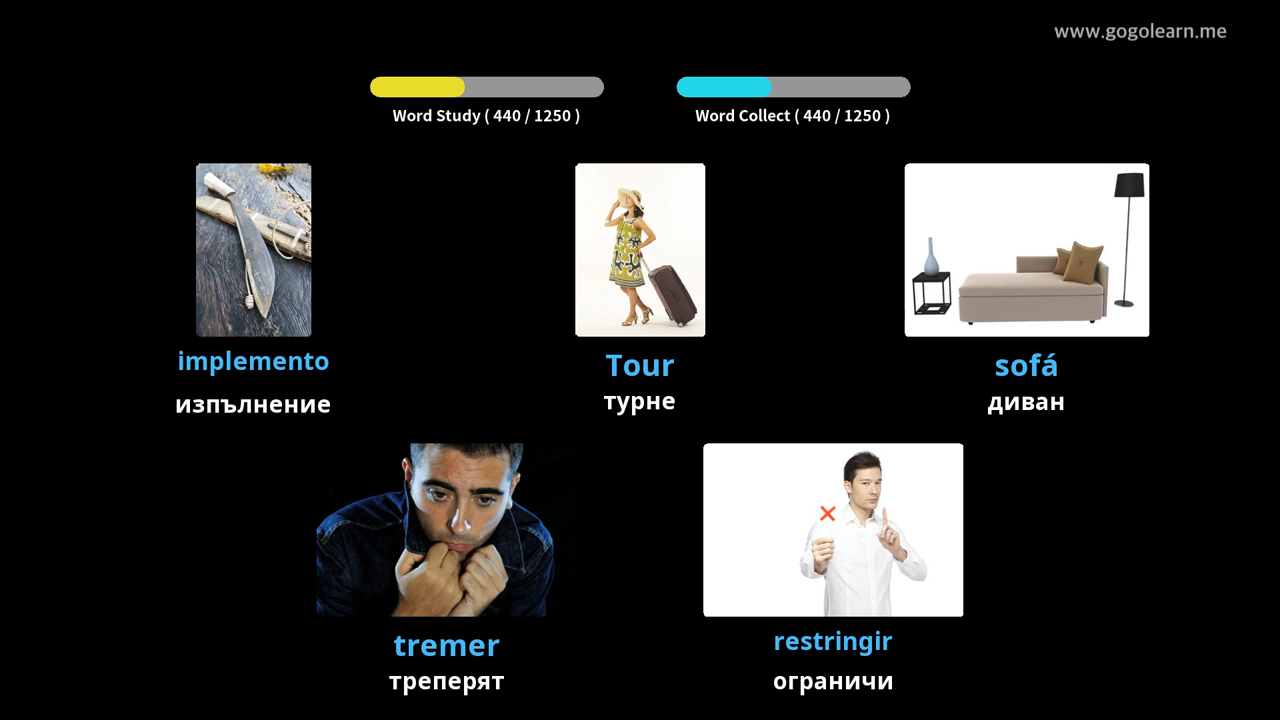 www.gogolearn.me
Word Study ( 440 / 1250 )
Word Collect ( 440 / 1250 )
implemento
изпълнение
Tour
турне
sofá
диван
tremer
треперят
restringir
ограничи